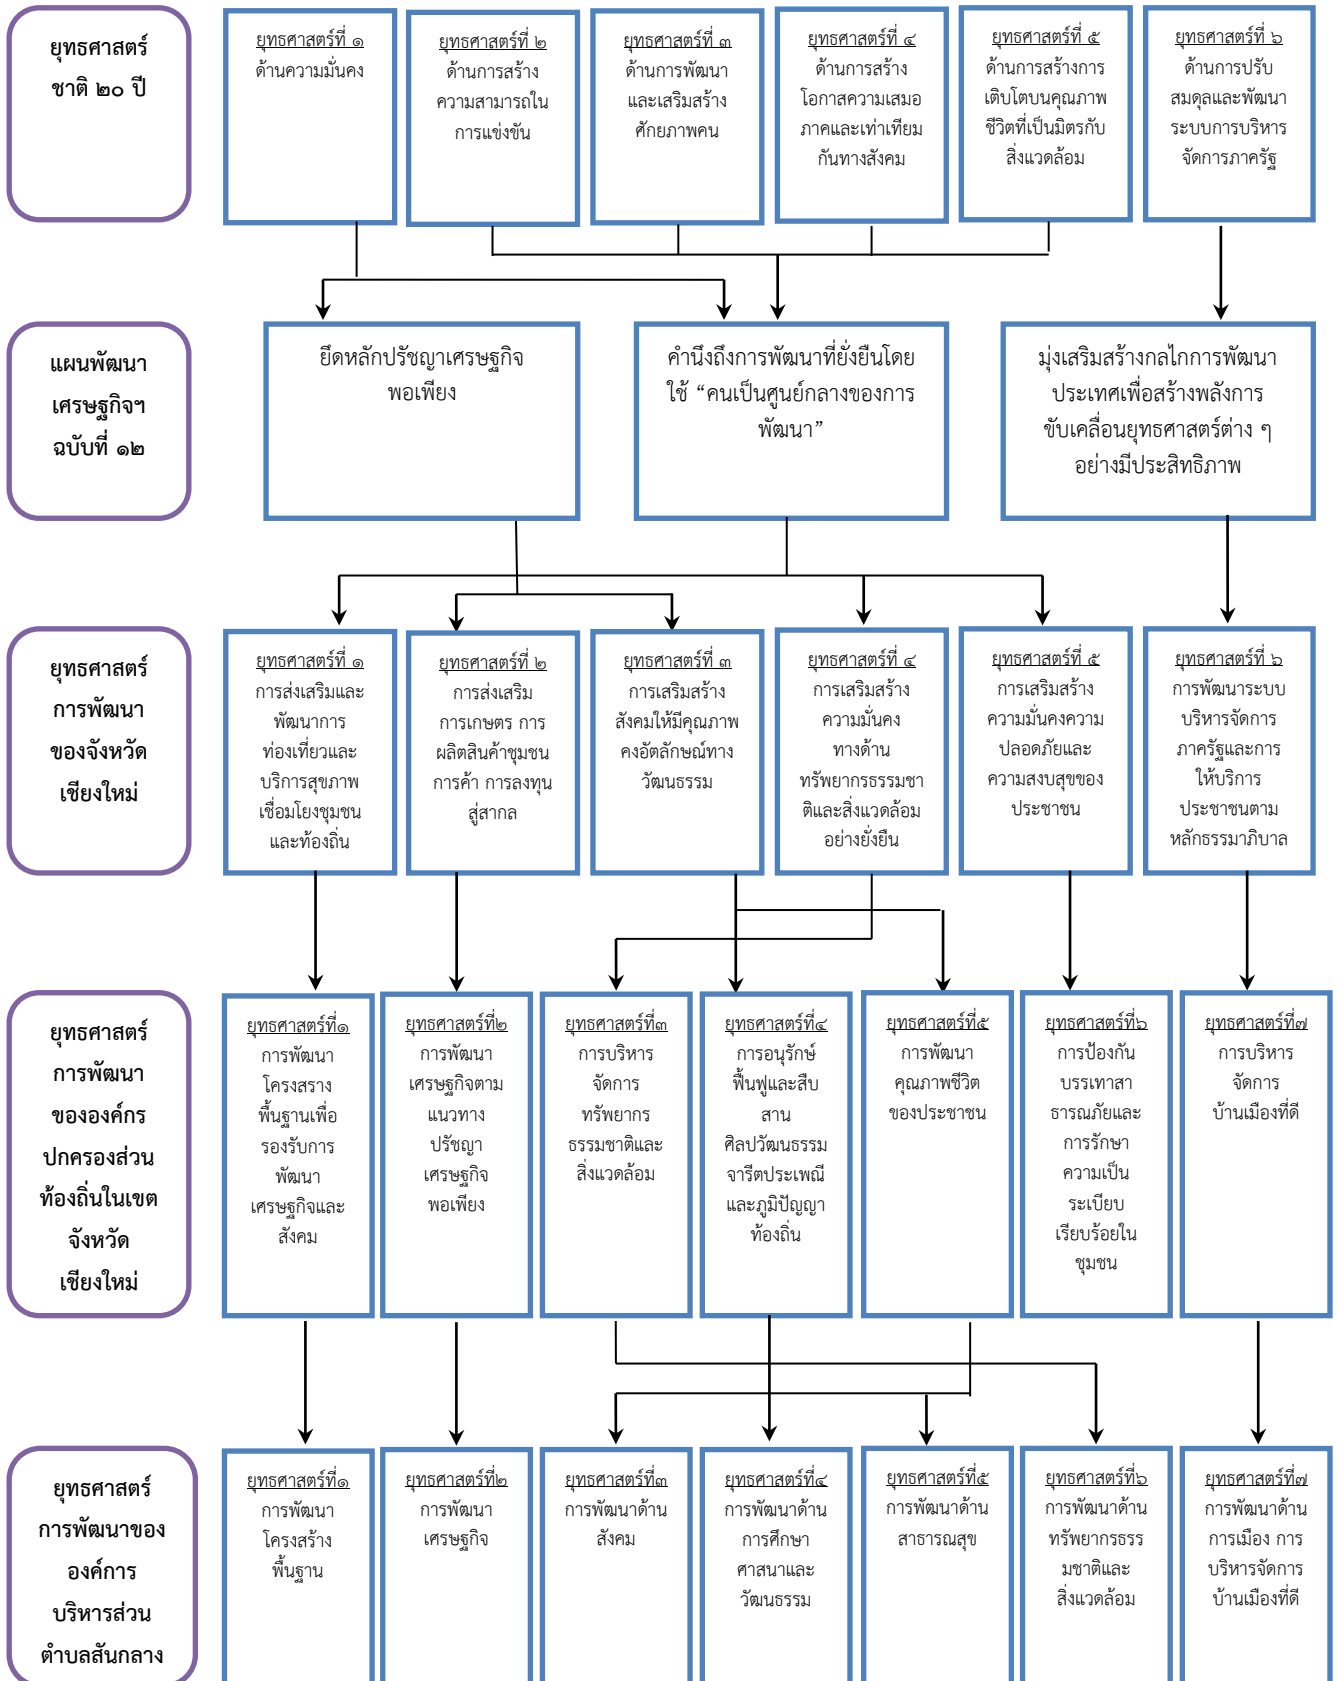 ยุทธศาสตร์
ชาติ ๒๐ ปี
ยุทธศาสตร์ที่ ๑
ด้านความมั่นคง
ยุทธศาสตร์ที่ ๒
ด้านการสร้าง
ความสามารถใน
การแข่งขัน
ยุทธศาสตร์ที่ ๓
ด้านการพัฒนา
และเสริมสร้าง
ศักยภาพคน
ยุทธศาสตร์ที่ ๔
ด้านการสร้าง
โอกาสความเสมอ
ภาคและเท่าเทียม
กันทางสังคม
ยุทธศาสตร์ที่ ๕
ด้านการสร้างการ
เติบโตบนคุณภาพ
ชีวิตที่เป็นมิตรกับ
สิ่งแวดล้อม
ยุทธศาสตร์ที่ ๖
ด้านการปรับ
สมดุลและพัฒนา
ระบบการบริหาร
จัดการภาครัฐ
แผนพัฒนา
เศรษฐกิจฯ
ฉบับที่ ๑๒
ยึดหลักปรัชญาเศรษฐกิจ
พอเพียง
คำนึงถึงการพัฒนาที่ยั่งยืนโดย
ใช้ “คนเป็นศูนย์กลางของการ
พัฒนา”
มุ่งเสริมสร้างกลไกการพัฒนา
ประเทศเพื่อสร้างพลังการ
ขับเคลื่อนยุทธศาสตร์ต่าง ๆ
อย่างมีประสิทธิภาพ
ยุทธศาสตร์
การพัฒนา
ของจังหวัด
เชียงใหม่
ยุทธศาสตร์ที่ ๑
การส่งเสริมและ
พัฒนาการ
ท่องเที่ยวและ
บริการสุขภาพ
เชื่อมโยงชุมชน
และท้องถิ่น
ยุทธศาสตร์ที่ ๒
การส่งเสริม
การเกษตร การ
ผลิตสินค้าชุมชน
การค้า การลงทุน
สู่สากล
ยุทธศาสตร์ที่ ๓
การเสริมสร้าง
สังคมให้มีคุณภาพ
คงอัตลักษณ์ทาง
วัฒนธรรม
ยุทธศาสตร์ที่ ๔
การเสริมสร้าง
ความมั่นคง
ทางด้าน
ทรัพยากรธรรมชา
ติและสิ่งแวดล้อม
อย่างยั่งยืน
ยุทธศาสตร์ที่ ๕
การเสริมสร้าง
ความมั่นคงความ
ปลอดภัยและ
ความสงบสุขของ
ประชาชน
ยุทธศาสตร์ที่ ๖
การพัฒนาระบบ
บริหารจัดการ
ภาครัฐและการ
ให้บริการ
ประชาชนตาม
หลักธรรมาภิบาล
ยุทธศาสตร์
การพัฒนา
ขององค์กร
ปกครองส่วน
ท้องถิ่นในเขต
จังหวัด
เชียงใหม่
ยุทธศาสตร์ที่๑
การพัฒนา
โครงสราง
พื้นฐานเพื่อ
รองรับการ
พัฒนา
เศรษฐกิจและ
สังคม
ยุทธศาสตร์ที่๒
การพัฒนา
เศรษฐกิจตาม
แนวทาง
ปรัชญา
เศรษฐกิจ
พอเพียง
ยุทธศาสตร์ที่๓
การบริหาร
จัดการ
ทรัพยากร
ธรรมชาติและ
สิ่งแวดล้อม
ยุทธศาสตร์ที่๔
การอนุรักษ์
ฟื้นฟูและสืบ
สาน
ศิลปวัฒนธรรม
จารีตประเพณี
และภูมิปัญญา
ท้องถิ่น
ยุทธศาสตร์ที่๕
การพัฒนา
คุณภาพชีวิต
ของประชาชน
ยุทธศาสตร์ที่๖
การป้องกัน
บรรเทาสา
ธารณภัยและ
การรักษา
ความเป็น
ระเบียบ
เรียบร้อยใน
ชุมชน
ยุทธศาสตร์ที่๗
การบริหาร
จัดการ
บ้านเมืองที่ดี
ยุทธศาสตร์
การพัฒนาของ
องค์การ
บริหารส่วน
ตำบลสันกลาง
ยุทธศาสตร์ที่๑
การพัฒนา
โครงสร้าง
พื้นฐาน
ยุทธศาสตร์ที่๒
การพัฒนา
เศรษฐกิจ
ยุทธศาสตร์ที่๓
การพัฒนาด้าน
สังคม
ยุทธศาสตร์ที่๔
การพัฒนาด้าน
การศึกษา
ศาสนาและ
วัฒนธรรม
ยุทธศาสตร์ที่๕
การพัฒนาด้าน
สาธารณสุข
ยุทธศาสตร์ที่๖
การพัฒนาด้าน
ทรัพยากรธรร
มชาติและ
สิ่งแวดล้อม
ยุทธศาสตร์ที่๗
การพัฒนาด้าน
การเมือง การ
บริหารจัดการ
บ้านเมืองที่ดี